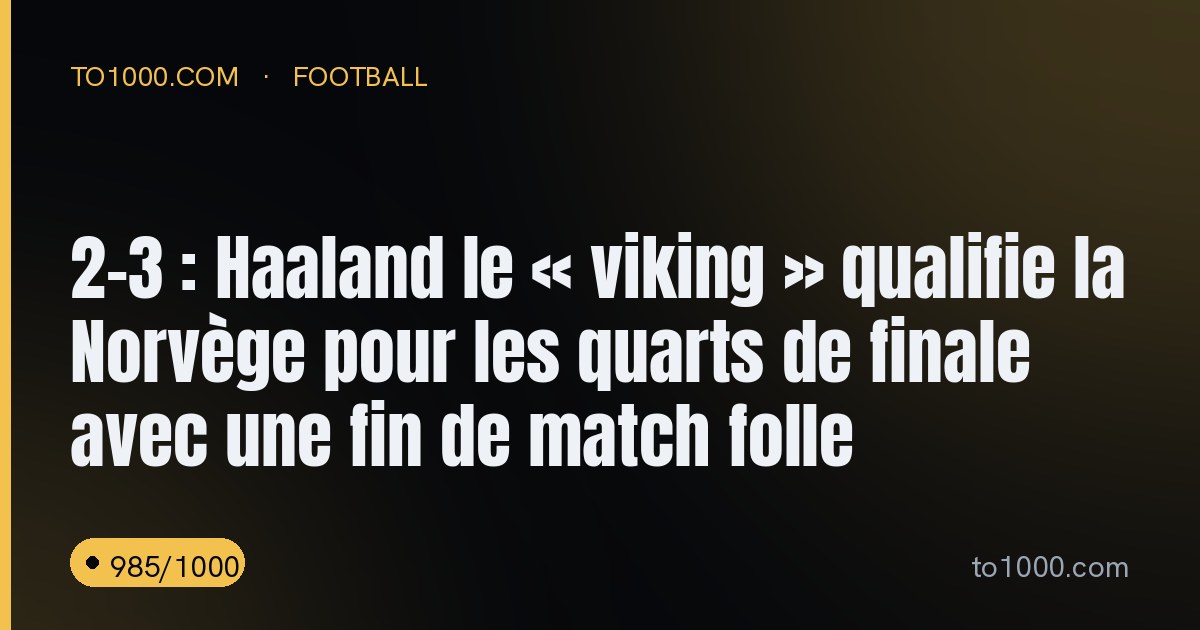 TO1000.COM · FOOTBALL
2-3 : Haaland le « viking » qualifie la
Norvège pour les quarts de finale
avec une fin de match folle
985/1000
to1000.com